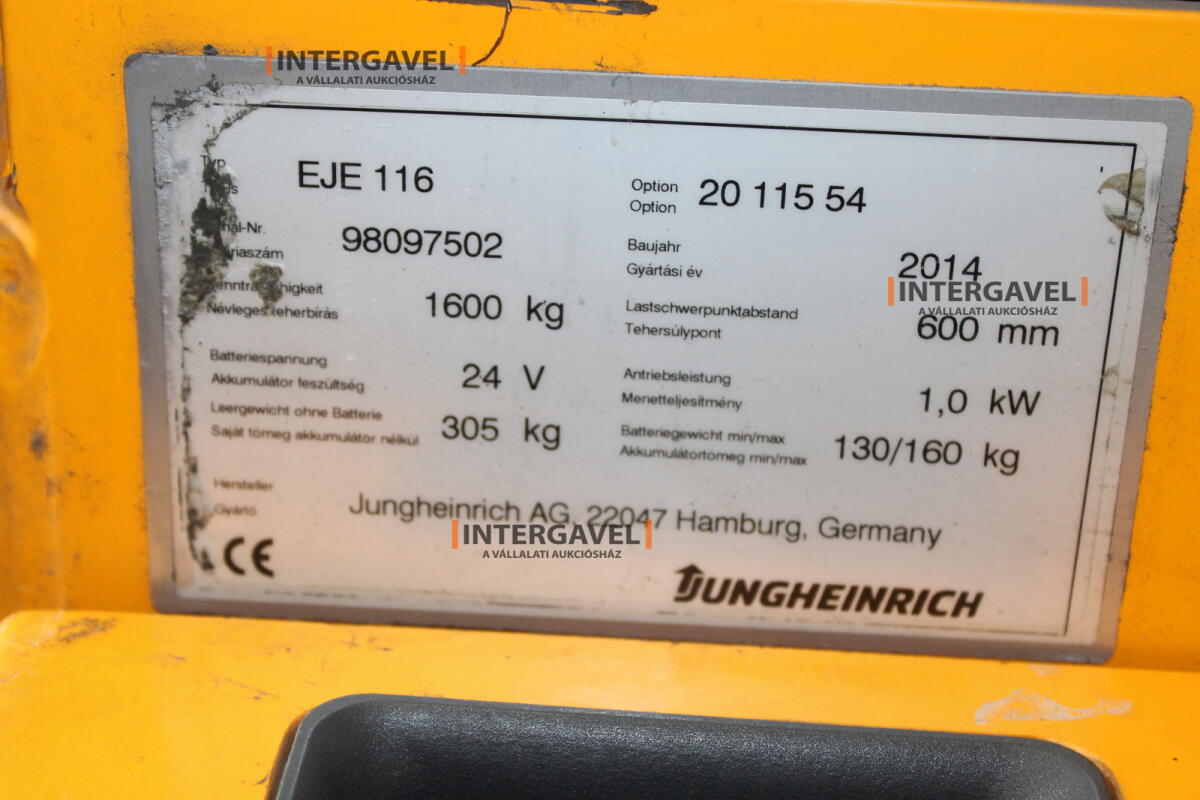 INTERGAVEL
A VÁLLALATI AUKCIÓSHÁZ
Typ
EJE 116
98097502
1600 kg
Névleges teherbírás
Batteriespannung
Akkumulátor feszültség
24 V
Leergewicht ohne Batterie
Saját tömeg akkumulátor nélkül
305 kg
Option
Option
20 115 54
Baujahr
Gyártási év
2014
INTERGAVEL
A VÁLLALATI AUKCIÓSHÁZ
Lastschwerpunktabstand
Tehersúlypont
600 mm
Antriebsleistung
Menetteljesítmény
1,0 kW
Batteriegewicht min/max
Akkumulátortömeg min/max
130/160 kg
Hersteller
Gyártó
Jungheinrich AG, 22047 Hamburg, Germany
INTERGAVEL
A VÁLLALATI AUKCIÓSHÁZ
CE
JUNGHEINRICH